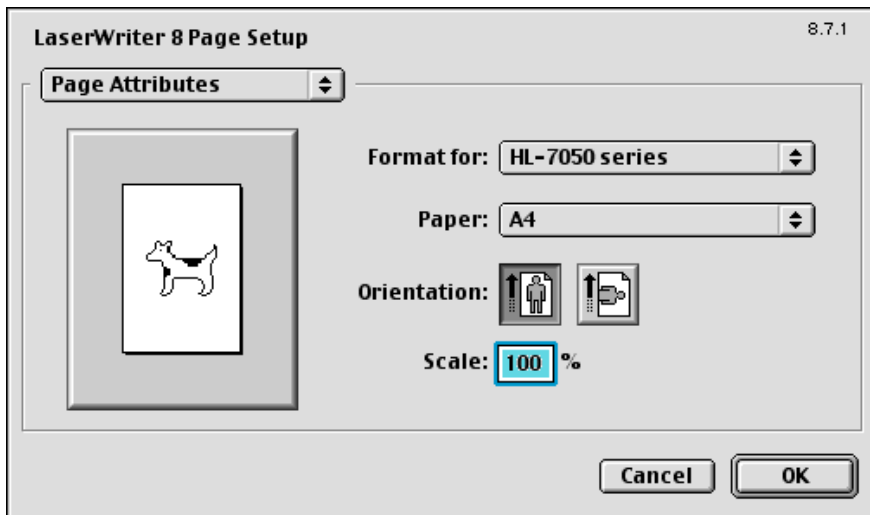 LaserWriter 8 Page Setup
8.7.1
Page Attributes
Format for: HL-7050 series
Paper: A4
Orientation:
Scale: 100 %
Cancel OK